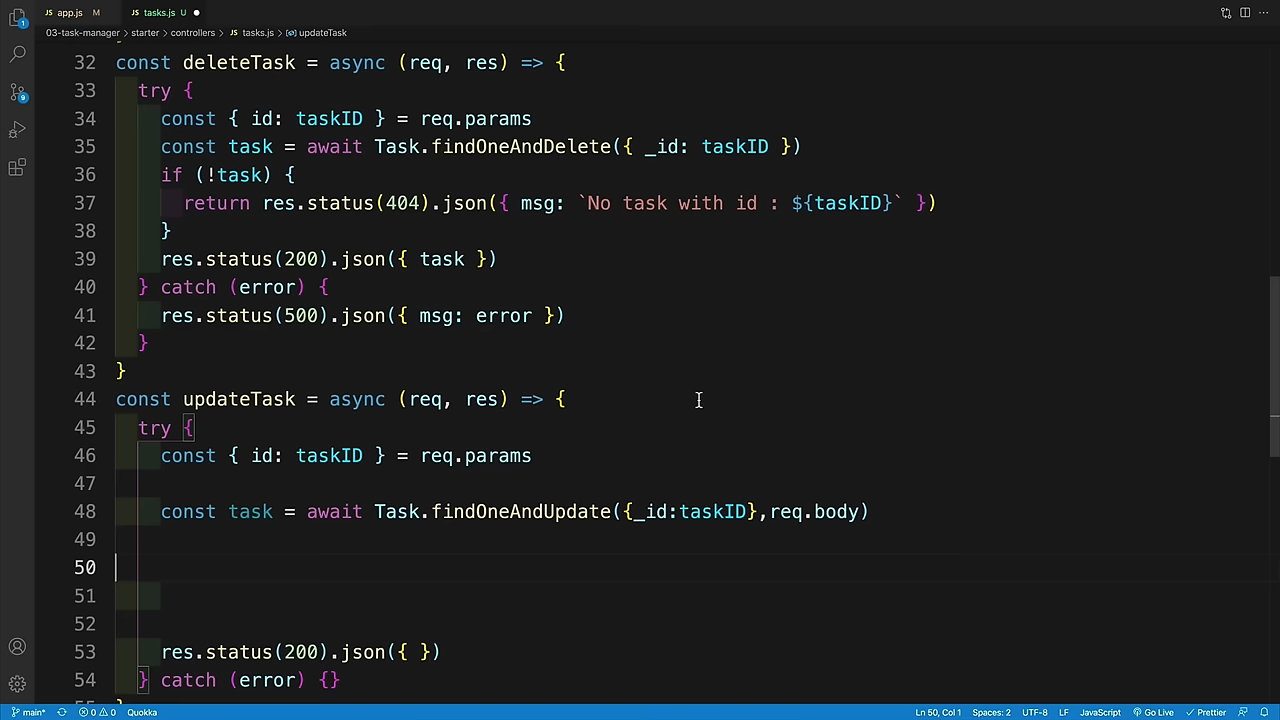 JS app.js M JS tasks.js U
03-task-manager > starter > controllers > JS tasks.js > updateTask
32 const deleteTask = async (req, res) => {
33 try {
34 const { id: taskID } = req.params
35 const task = await Task.findOneAndDelete({ _id: taskID })
36 if (!task) {
37 return res.status(404).json({ msg: `No task with id : ${taskID}` })
38 }
39 res.status(200).json({ task })
40 } catch (error) {
41 res.status(500).json({ msg: error })
42 }
43 }
44 const updateTask = async (req, res) => {
45 try {
46 const { id: taskID } = req.params
47
48 const task = await Task.findOneAndUpdate({_id:taskID},req.body)
49
50
51
52
53 res.status(200).json({ })
54 } catch (error) {}
1
9
main* 0 0 Quokka Ln 50, Col 1 Spaces: 2 UTF-8 LF JavaScript Go Live Prettier